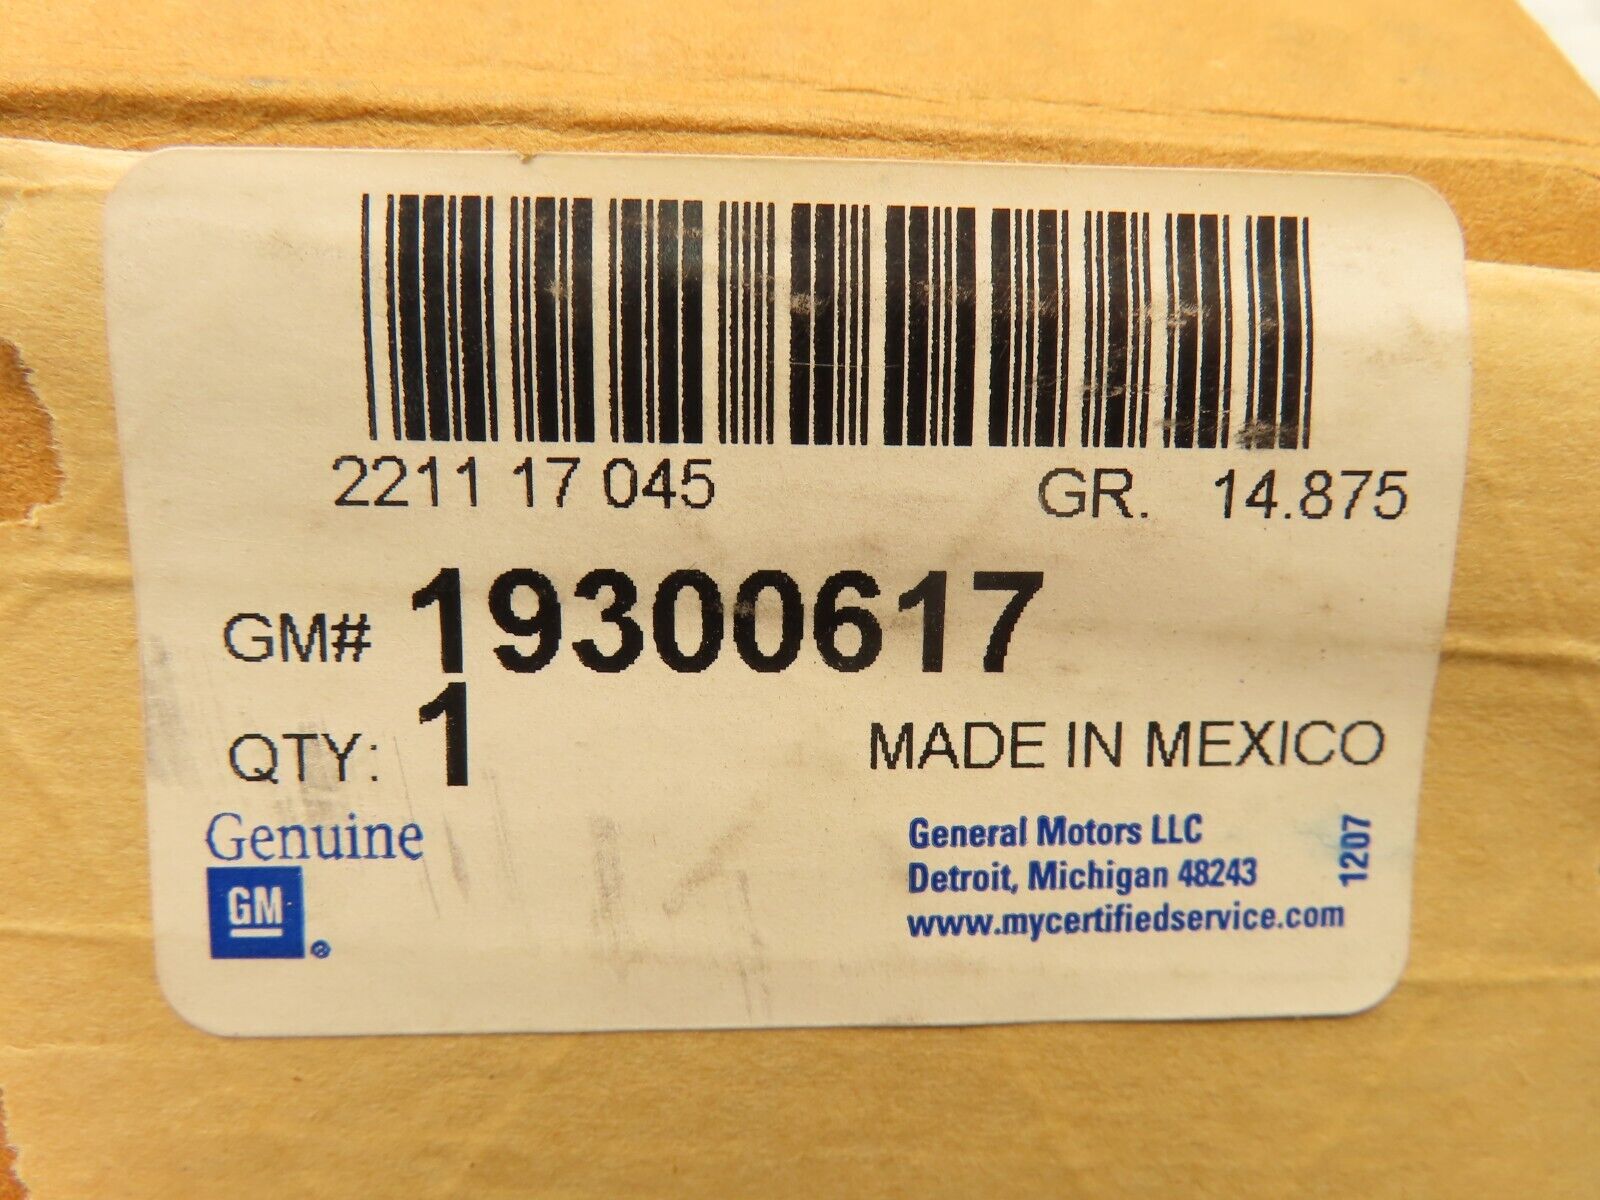 2211 17 045 GR. 14.875
GM# 19300617
QTY: 1
MADE IN MEXICO
Genuine
GM ®
General Motors LLC
Detroit, Michigan 48243
www.mycertifiedservice.com
1207